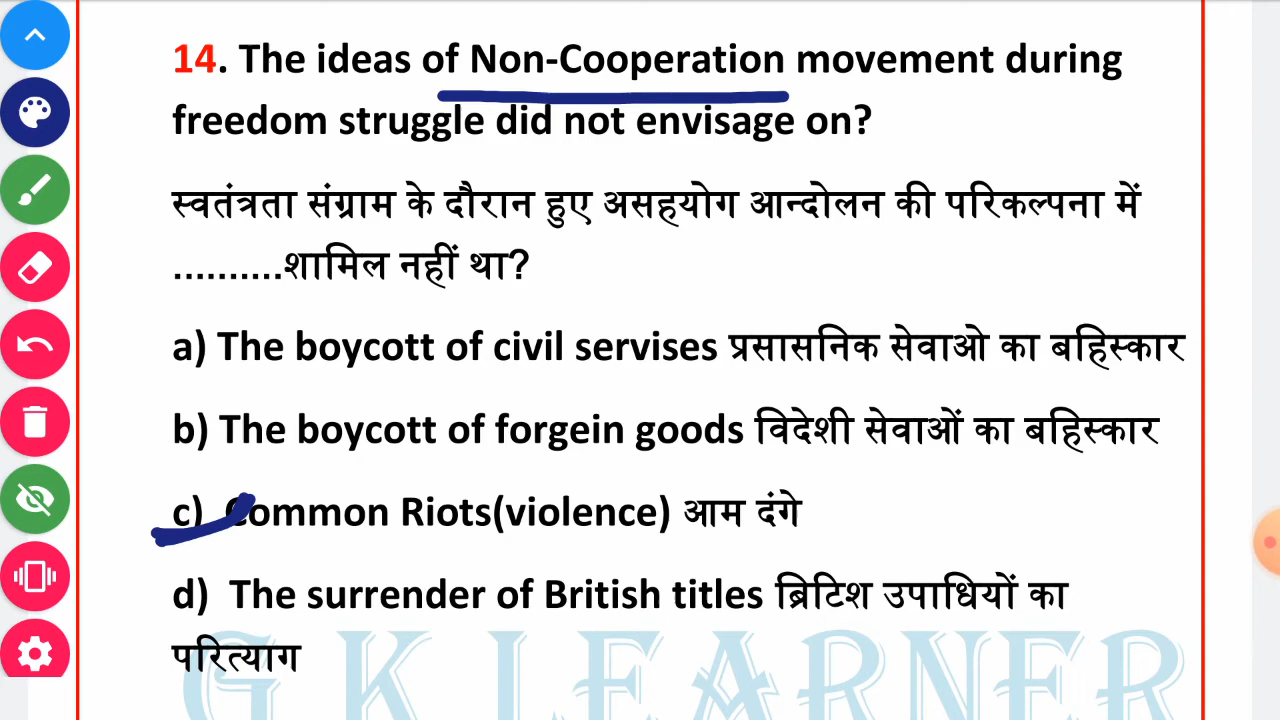 14. The ideas of Non-Cooperation movement during
freedom struggle did not envisage on?
स्वतंत्रता संग्राम के दौरान हुए असहयोग आन्दोलन की परिकल्पना में
..........शामिल नहीं था?
a) The boycott of civil servises प्रसासनिक सेवाओ का बहिस्कार
b) The boycott of forgein goods विदेशी सेवाओं का बहिस्कार
c) Common Riots(violence) आम दंगे
d) The surrender of British titles ब्रिटिश उपाधियों का
परित्याग
G K LEARNER